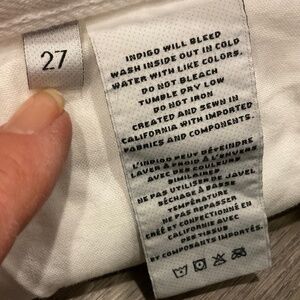 27
INDIGO WILL BLEED
WASH INSIDE OUT IN COLD
WATER WITH LIKE COLORS.
DO NOT BLEACH
TUMBLE DRY LOW
DO NOT IRON
CREATED AND SEWN IN
CALIFORNIA WITH IMPORTED
FABRICS AND COMPONENTS.
L'INDIGO PEUT DÉTEINDRE
LAVER À FROID À L'ENVERS
AVEC DES COULEURS
SIMILAIRES
NE PAS UTILISER DE JAVEL
SÉCHAGE À BASSE
TEMPÉRATURE
NE PAS REPASSER
CRÉÉ ET CONFECTIONNÉ EN
CALIFORNIE AVEC
DES TISSUS
BY COMPONENTS IMPORTÉS.